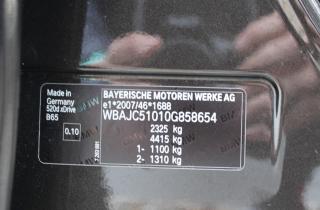 Made in
Germany
520d xDrive
B65
0.10
BAYERISCHE MOTOREN WERKE AG
e1*2007/46*1688
WBAJC51010G858654
2325 kg
4415 kg
1- 1100 kg
2- 1310 kg